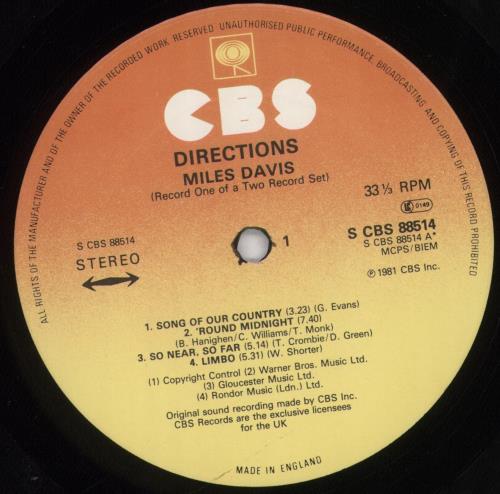 ALL RIGHTS OF THE MANUFACTURER AND OF THE OWNER OF THE RECORDED WORK RESERVED UNAUTHORISED PUBLIC PERFORMANCE, BROADCASTING AND COPYING OF THIS RECORD PROHIBITED
CBS
DIRECTIONS
MILES DAVIS
(Record One of a Two Record Set)
33⅓ RPM
LC 0149
S CBS 88514
STEREO
1
S CBS 88514
S CBS 88514 A*
MCPS/BIEM
℗ 1981 CBS Inc.
1. SONG OF OUR COUNTRY (3.23) (G. Evans)
2. 'ROUND MIDNIGHT (7.40)
(B. Hanighen/C. Williams/T. Monk)
3. SO NEAR, SO FAR (5.14) (T. Crombie/D. Green)
4. LIMBO (5.31) (W. Shorter)
(1) Copyright Control (2) Warner Bros. Music Ltd.
(3) Gloucester Music Ltd.
(4) Rondor Music (Ldn.) Ltd.
Original sound recording made by CBS Inc.
CBS Records are the exclusive licensees
for the UK
MADE IN ENGLAND